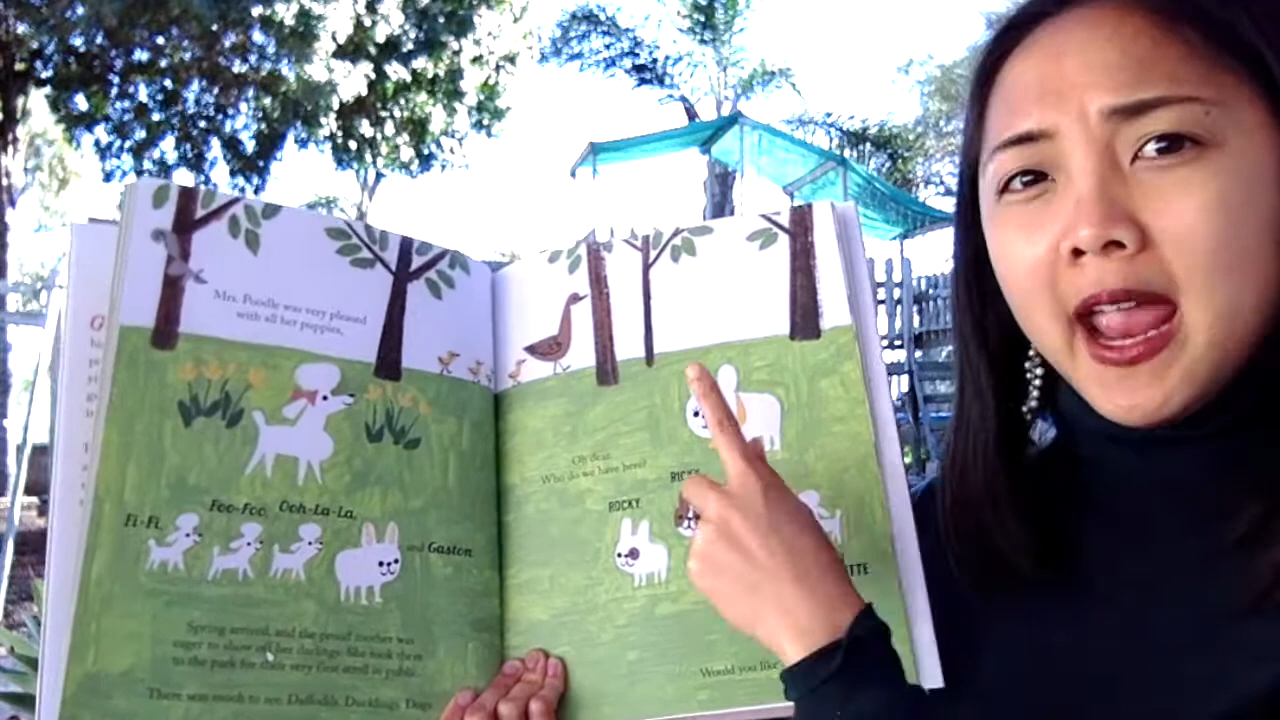 Mrs. Poodle was very pleased
with all her puppies,
Fi-Fi, Foo-Foo, Ooh-La-La,
and Gaston.
Spring arrived, and the proud mother was
eager to show off her darlings. She took them
to the park for their very first stroll in public.
There was much to see. Daffodils. Ducklings. Dogs.
Oh dear.
Who do we have here?
ROCKY,
RICKY,
TTE.
Would you like